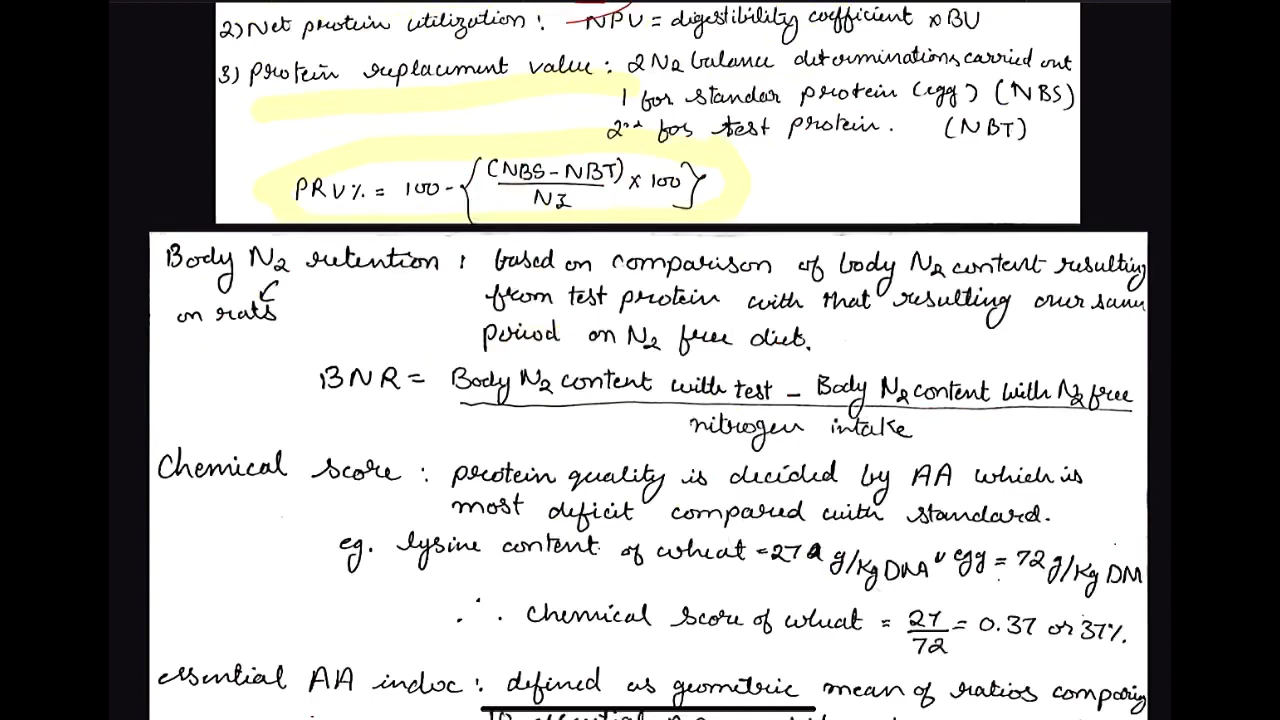 2) Net protein utilization : NPU = digestibility coefficient x BU
3) Protein replacement value : 2 N2 balance determinations carried out
1 for standar protein (egg) (NBS)
2nd for test protein. (NBT)
PRV% = 100 - { (NBS - NBT) / NI x 100 }
Body N2 retention : based on comparison of body N2 content resulting
on rats from test protein with that resulting over same
period on N2 free diet.
BNR = Body N2 content with test - Body N2 content with N2 free
nitrogen intake
Chemical score : protein quality is decided by AA which is
most deficit compared with standard.
eg. lysine content of wheat = 27 g/kg DM egg = 72 g/kg DM
∴ Chemical score of wheat = 27/72 = 0.37 or 37%.
essential AA index : defined as geometric mean of ratios comparing